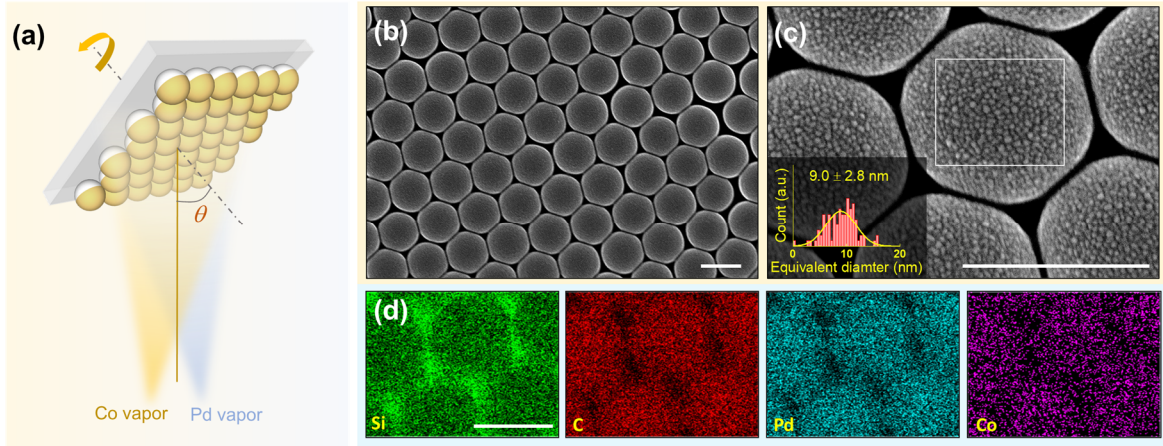 (a)
θ
Co vapor
Pd vapor
(b)
(c)
9.0 ± 2.8 nm
Count (a.u.)
0
10
20
Equivalent diamter (nm)
(d)
Si
C
Pd
Co